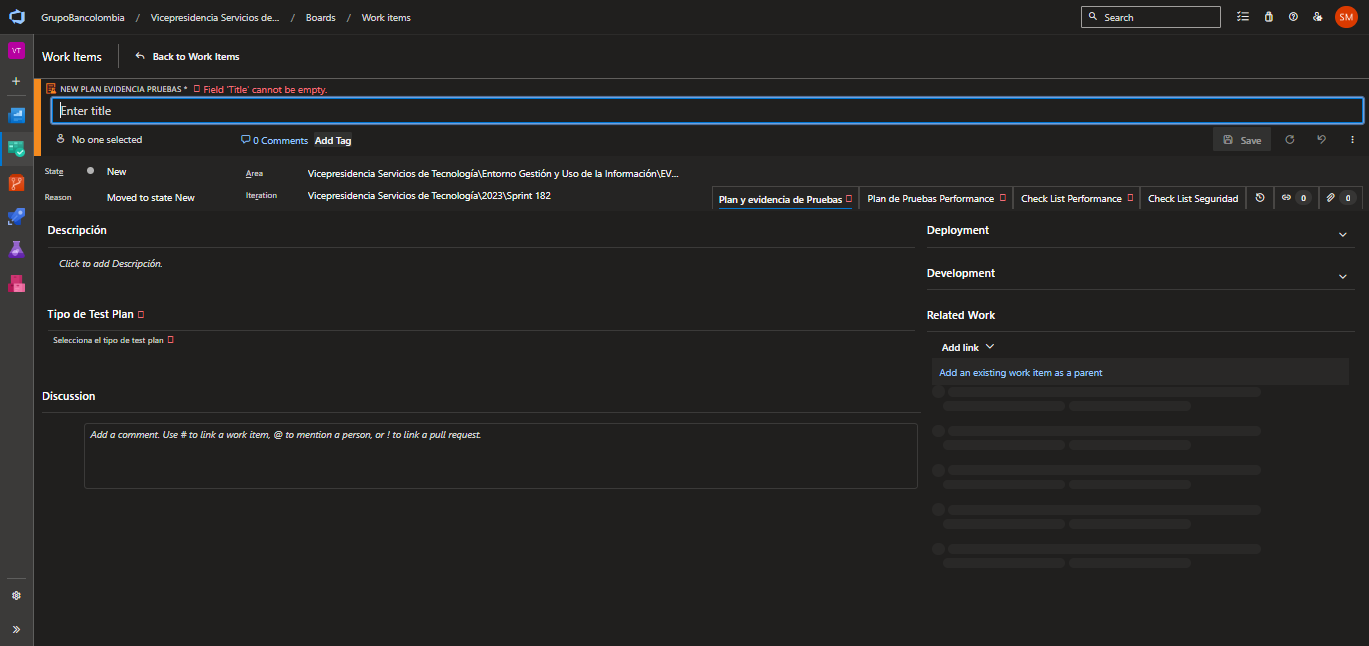 GrupoBancolombia / Vicepresidencia Servicios de... / Boards / Work items
Search
SM
VT
Work Items
Back to Work Items
NEW PLAN EVIDENCIA PRUEBAS * Field 'Title' cannot be empty.
Enter title
No one selected
0 Comments
Add Tag
Save
State
New
Area
Vicepresidencia Servicios de Tecnología\Entorno Gestión y Uso de la Información\EV...
Reason
Moved to state New
Iteration
Vicepresidencia Servicios de Tecnología\2023\Sprint 182
Plan y evidencia de Pruebas
Plan de Pruebas Performance
Check List Performance
Check List Seguridad
0
0
Descripción
Click to add Descripción.
Tipo de Test Plan
Selecciona el tipo de test plan
Discussion
Add a comment. Use # to link a work item, @ to mention a person, or ! to link a pull request.
Deployment
Development
Related Work
Add link
Add an existing work item as a parent